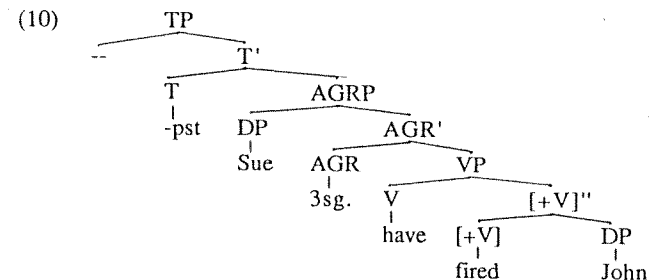 (10) TP
-- T'
T AGRP
-pst DP AGR'
Sue AGR VP
3sg. V [+V]"
have [+V] DP
fired John